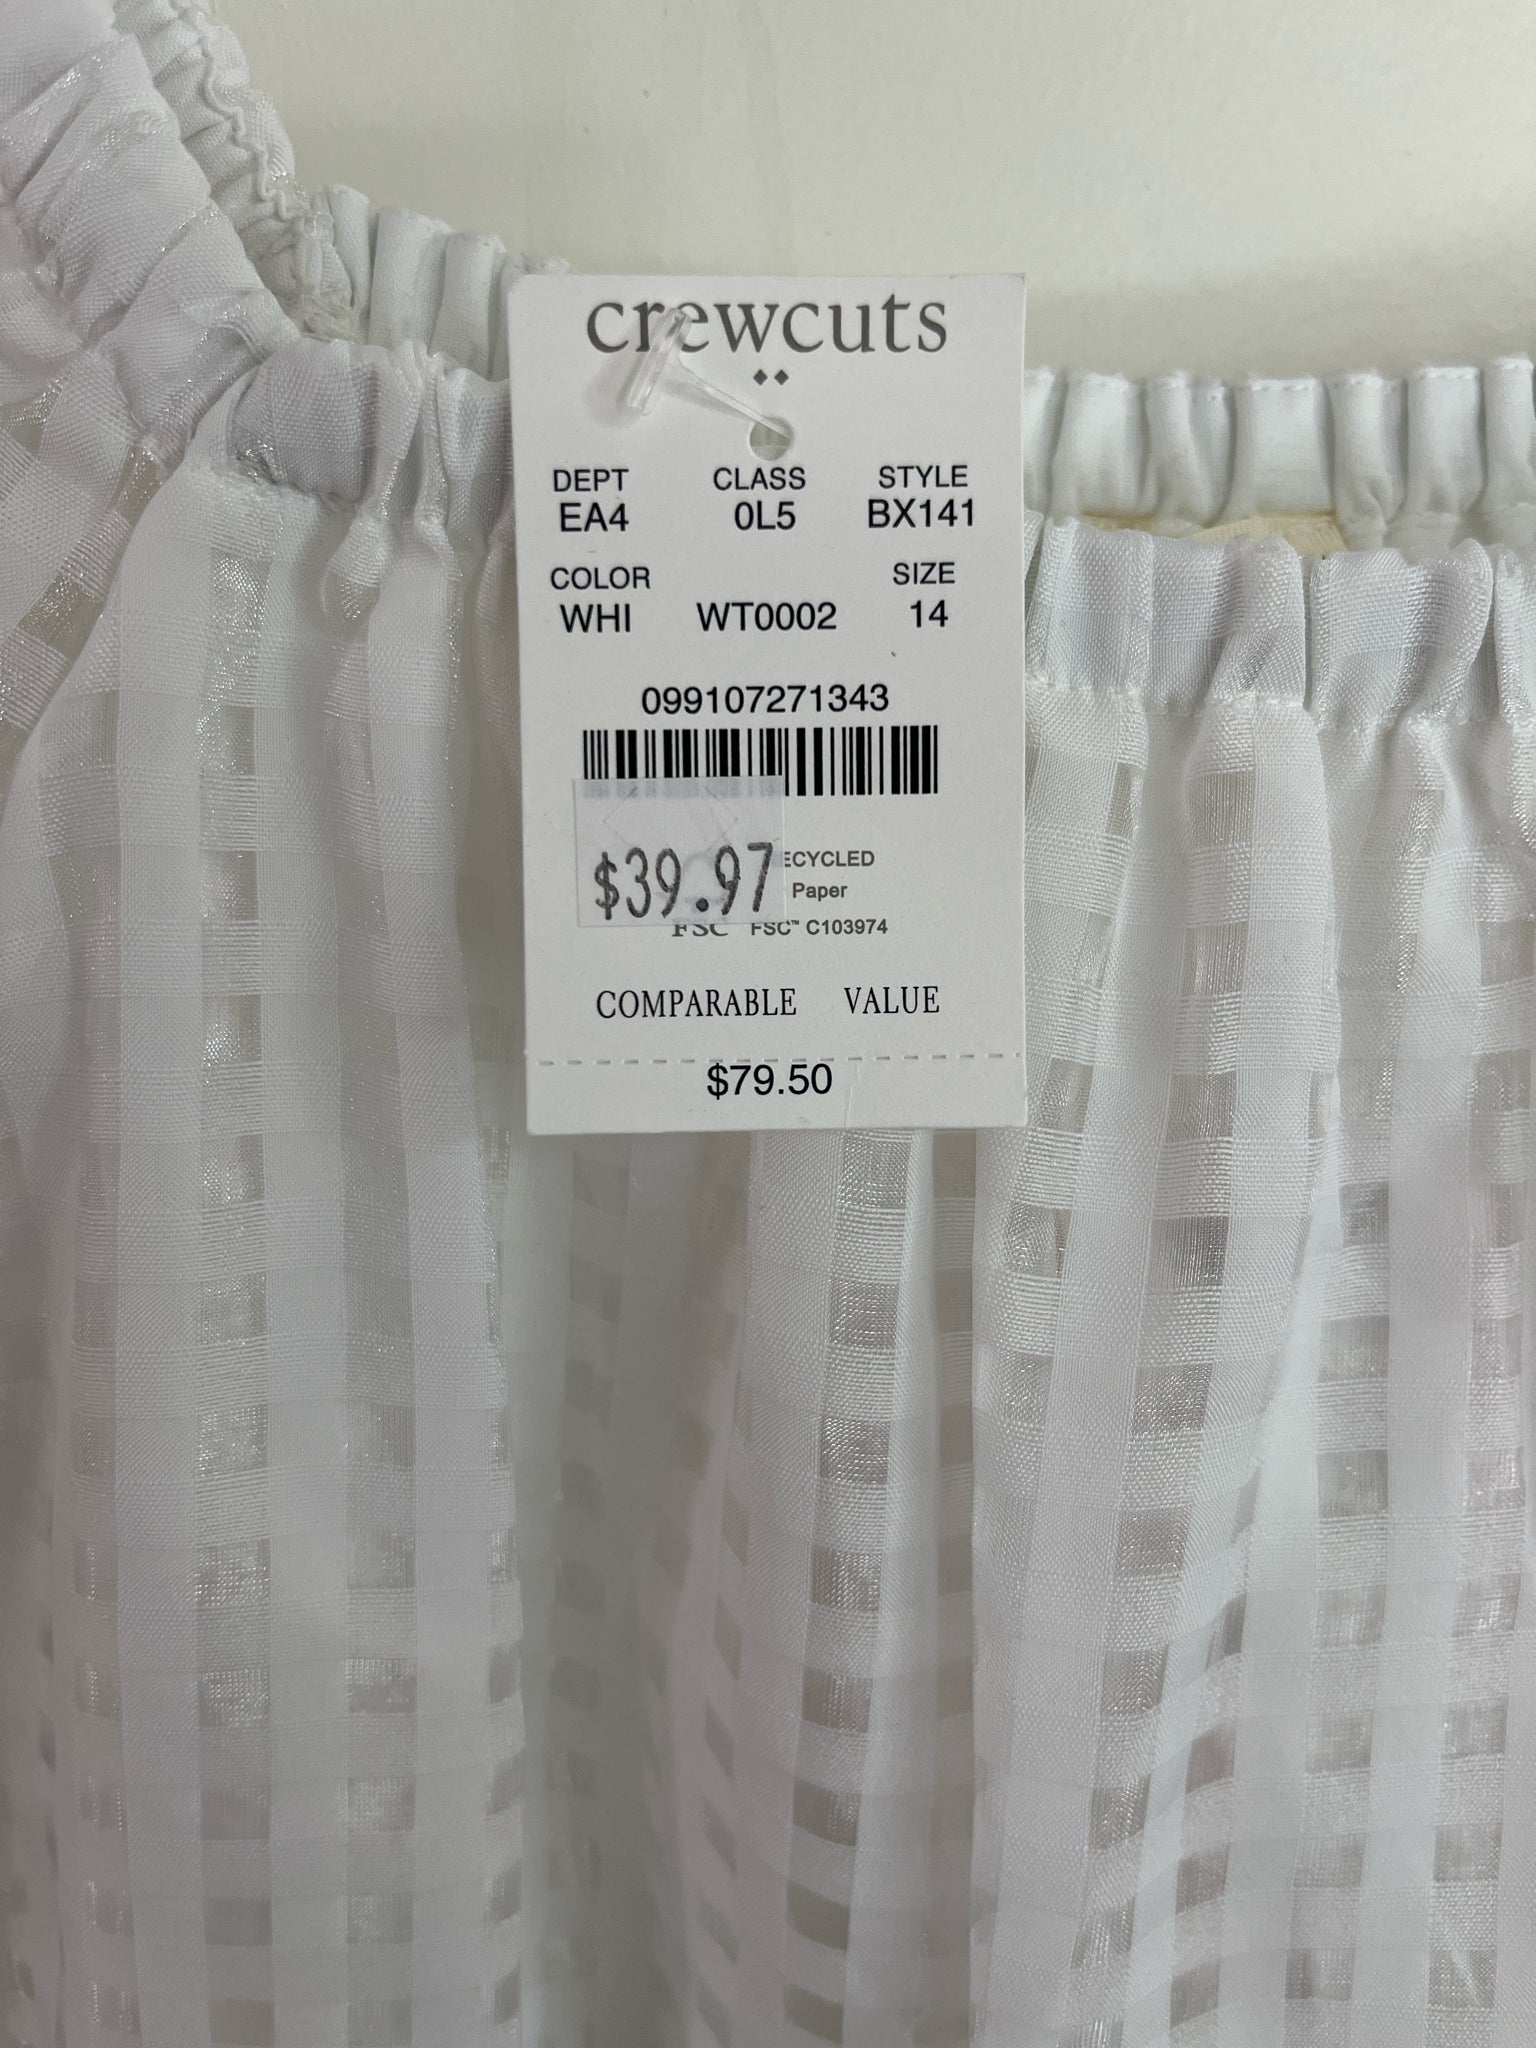 crewcuts
DEPT CLASS STYLE
EA4 0L5 BX141
COLOR SIZE
WHI WT0002 14
099107271343
ECYCLED
$39.97 Paper
FSC FSC™ C103974
COMPARABLE VALUE
$79.50